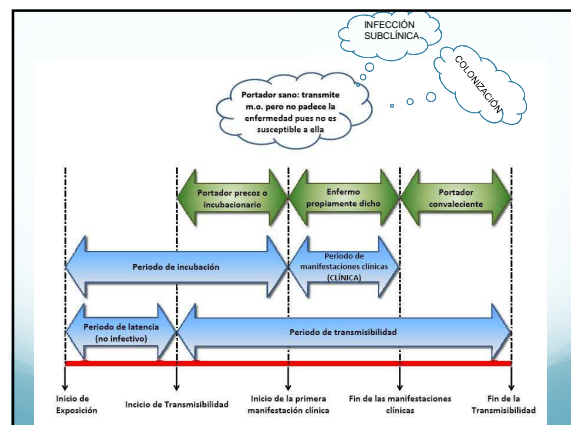 INFECCIÓN
SUBCLÍNICA
COLONIZACIÓN
Portador sano: transmite
m.o. pero no padece la
enfermedad pues no es
susceptible a ella
Portador precoz o
incubacionario
Enfermo
propiamente dicho
Portador
convaleciente
Periodo de incubación
Periodo de
manifestaciones clínicas
(CLÍNICA)
Periodo de latencia
(no infectivo)
Periodo de transmisibilidad
Inicio de
Exposición
Incicio de Transmisibilidad
Inicio de la primera
manifestación clínica
Fin de las manifestaciones
clínicas
Fin de la
Transmisibilidad